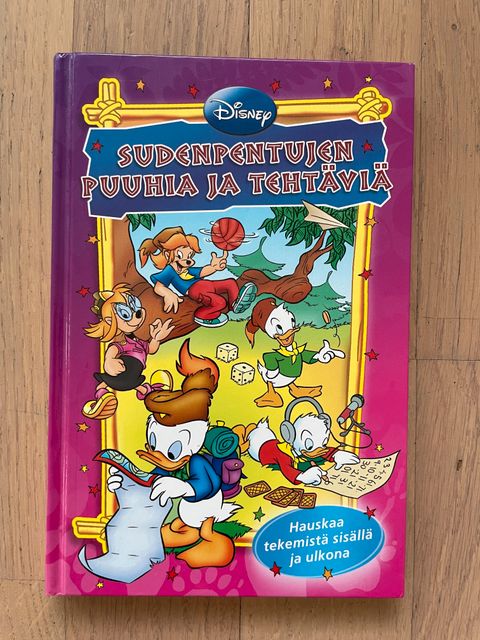 Disney
SUDENPENTUJEN
PUUHIA JA TEHTÄVIÄ
Hauskaa
tekemistä sisällä
ja ulkona